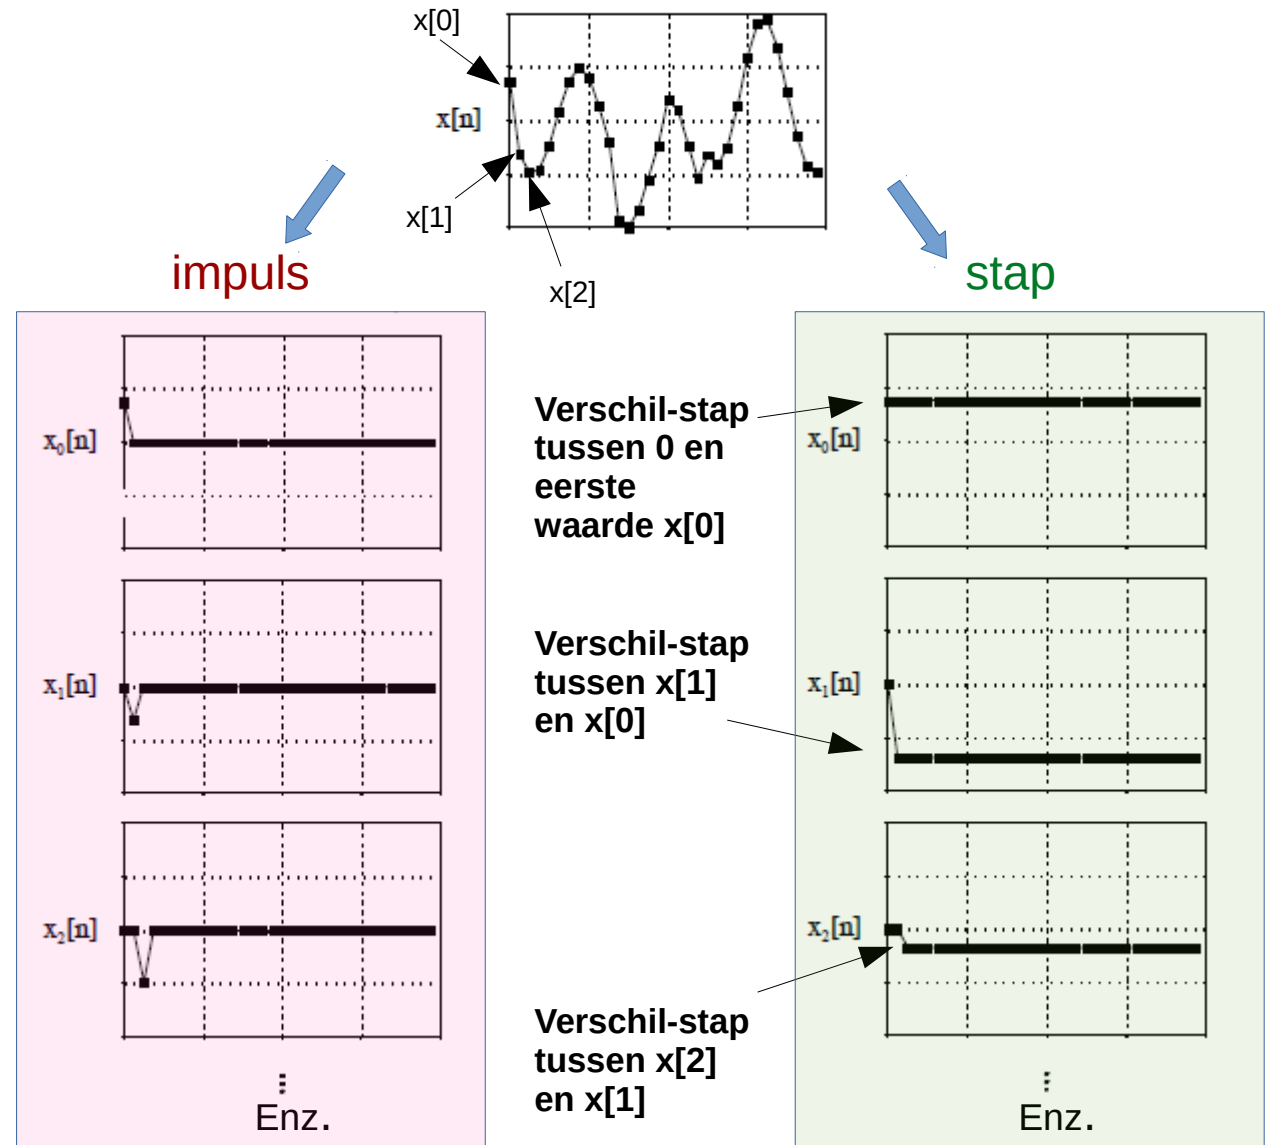 x[0]
x[n]
x[1]
x[2]
impuls
stap
x₀[n]
x₁[n]
x₂[n]
Enz.
Verschil-stap
tussen 0 en
eerste
waarde x[0]
Verschil-stap
tussen x[1]
en x[0]
Verschil-stap
tussen x[2]
en x[1]
x₀[n]
x₁[n]
x₂[n]
Enz.